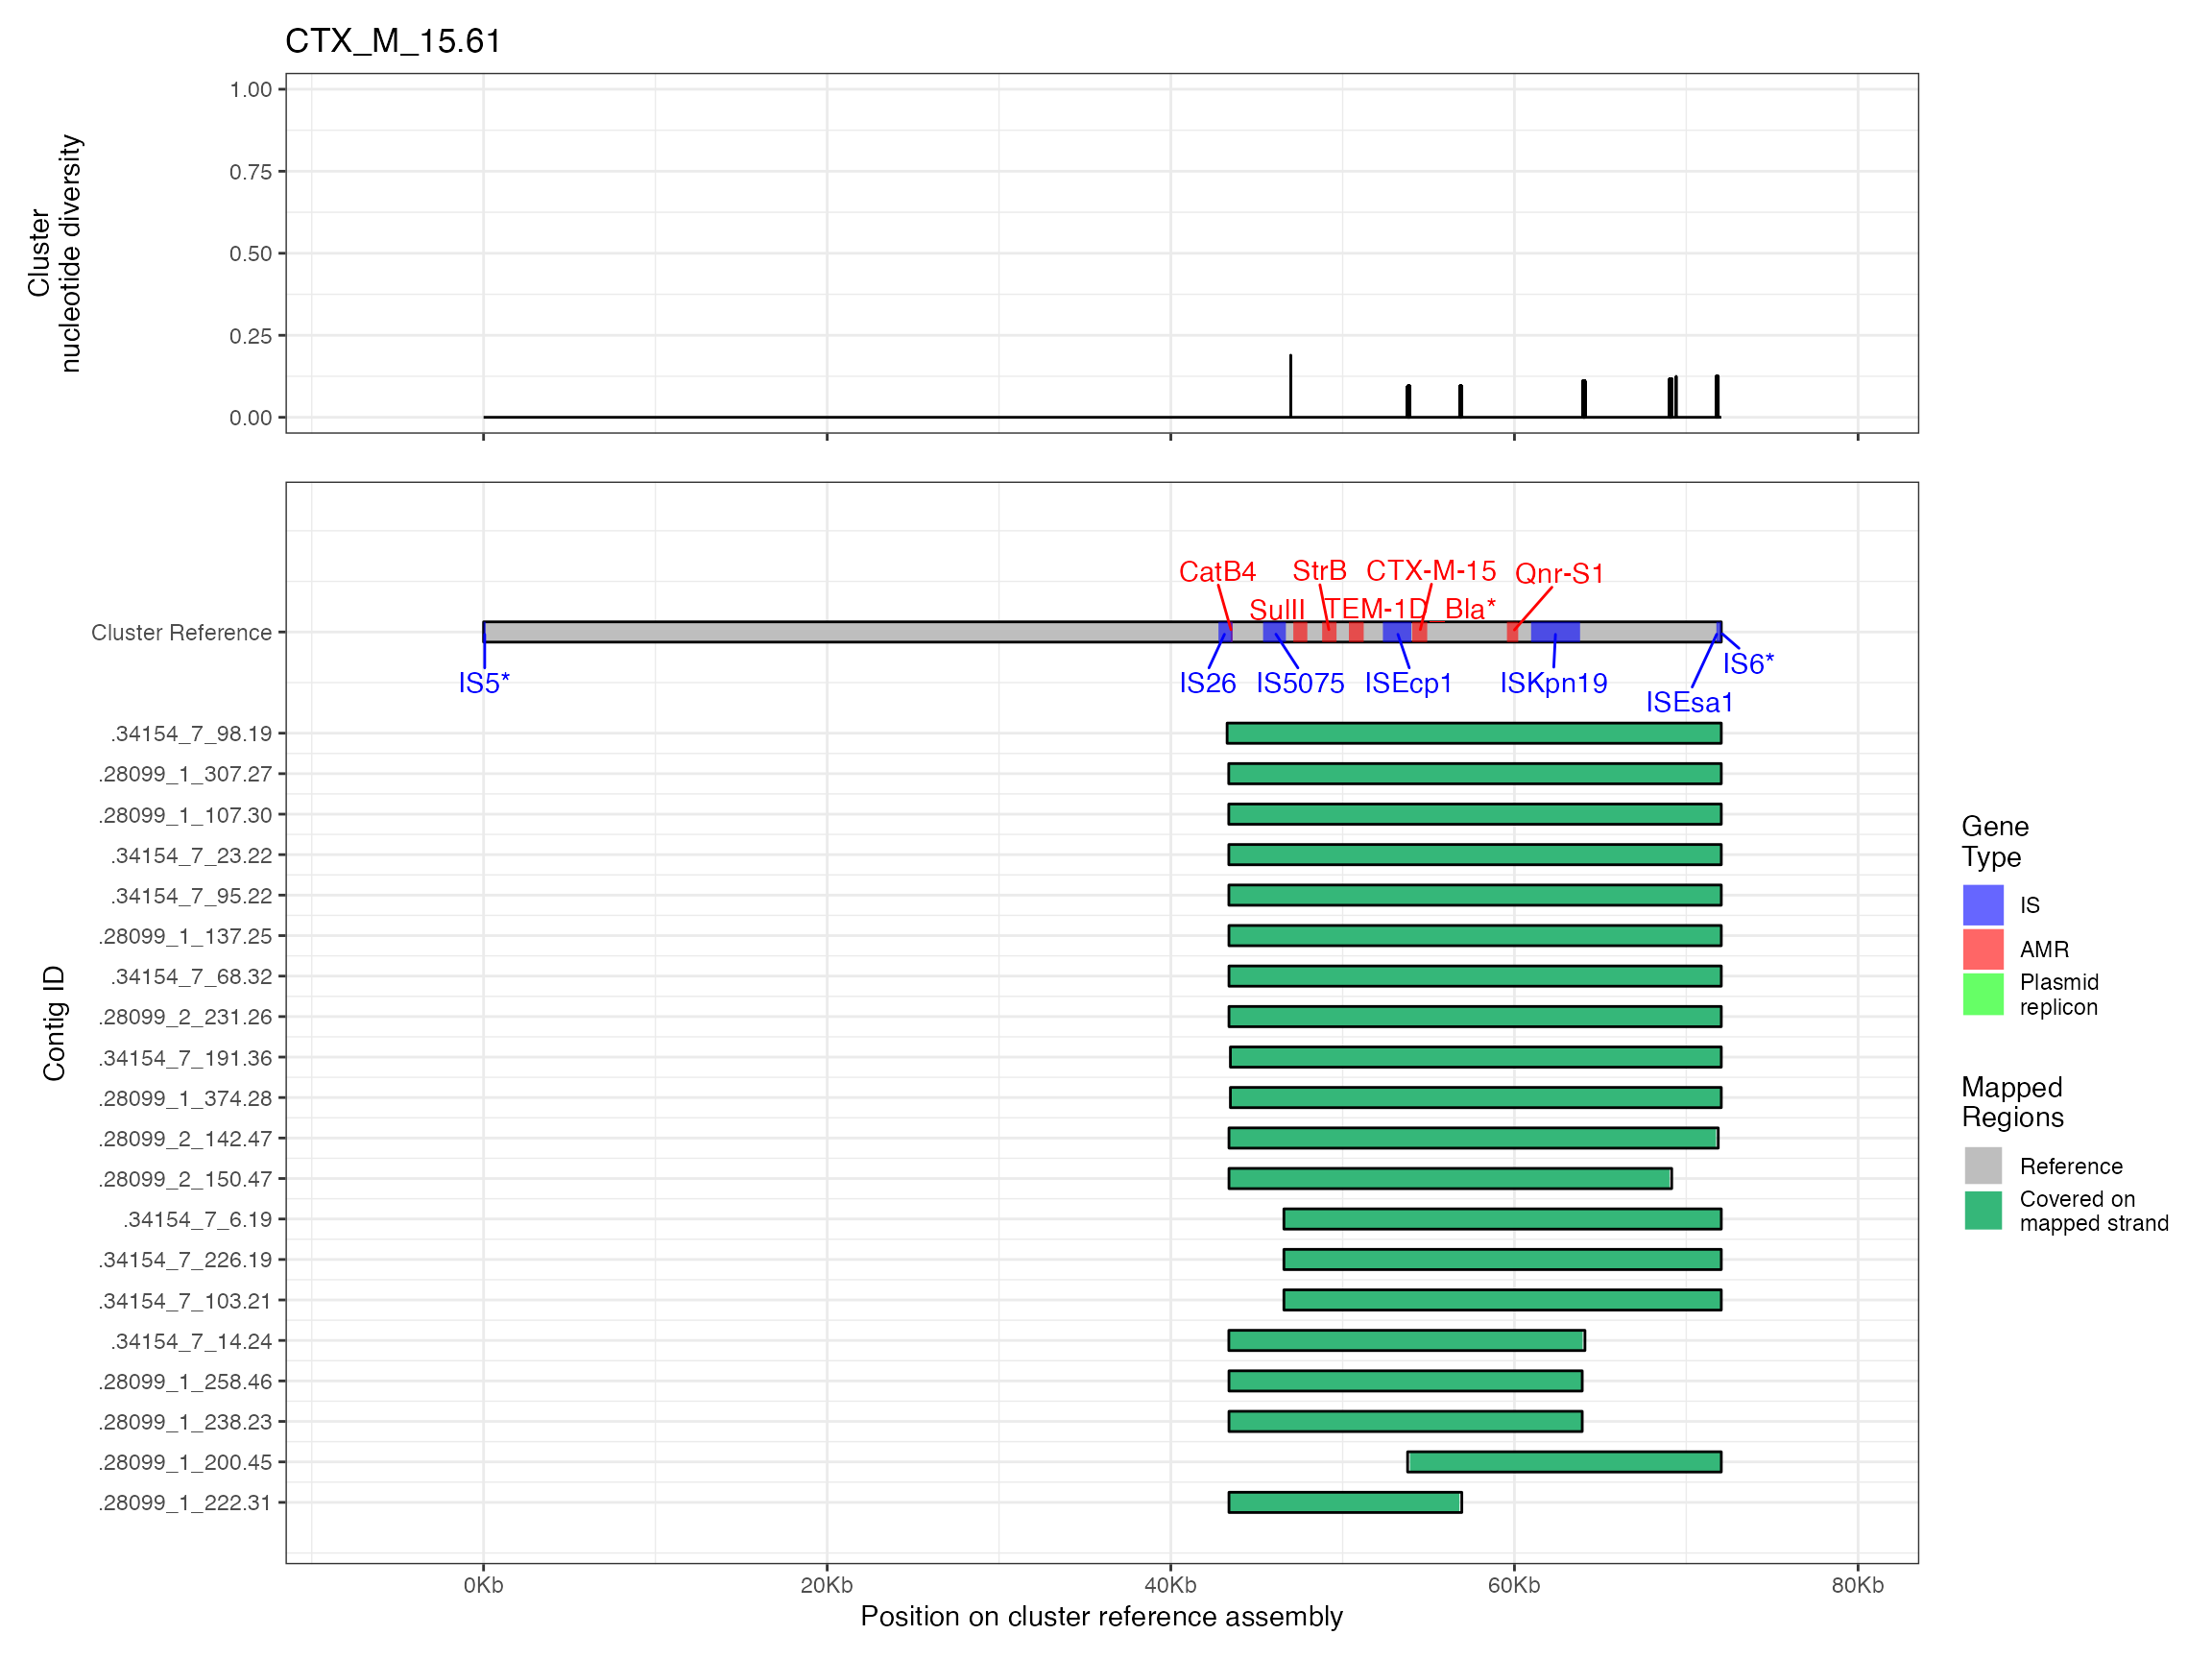 CTX_M_15.61
Cluster
nucleotide diversity
1.00
0.75
0.50
0.25
0.00
CatB4
StrB
CTX-M-15
Qnr-S1
SulII
TEM-1D_Bla*
Cluster Reference
IS5*
IS26
IS5075
ISEcp1
ISKpn19
ISEsa1
IS6*
Contig ID
.34154_7_98.19
.28099_1_307.27
.28099_1_107.30
.34154_7_23.22
.34154_7_95.22
.28099_1_137.25
.34154_7_68.32
.28099_2_231.26
.34154_7_191.36
.28099_1_374.28
.28099_2_142.47
.28099_2_150.47
.34154_7_6.19
.34154_7_226.19
.34154_7_103.21
.34154_7_14.24
.28099_1_258.46
.28099_1_238.23
.28099_1_200.45
.28099_1_222.31
0Kb
20Kb
40Kb
60Kb
80Kb
Position on cluster reference assembly
Gene
Type
IS
AMR
Plasmid
replicon
Mapped
Regions
Reference
Covered on
mapped strand